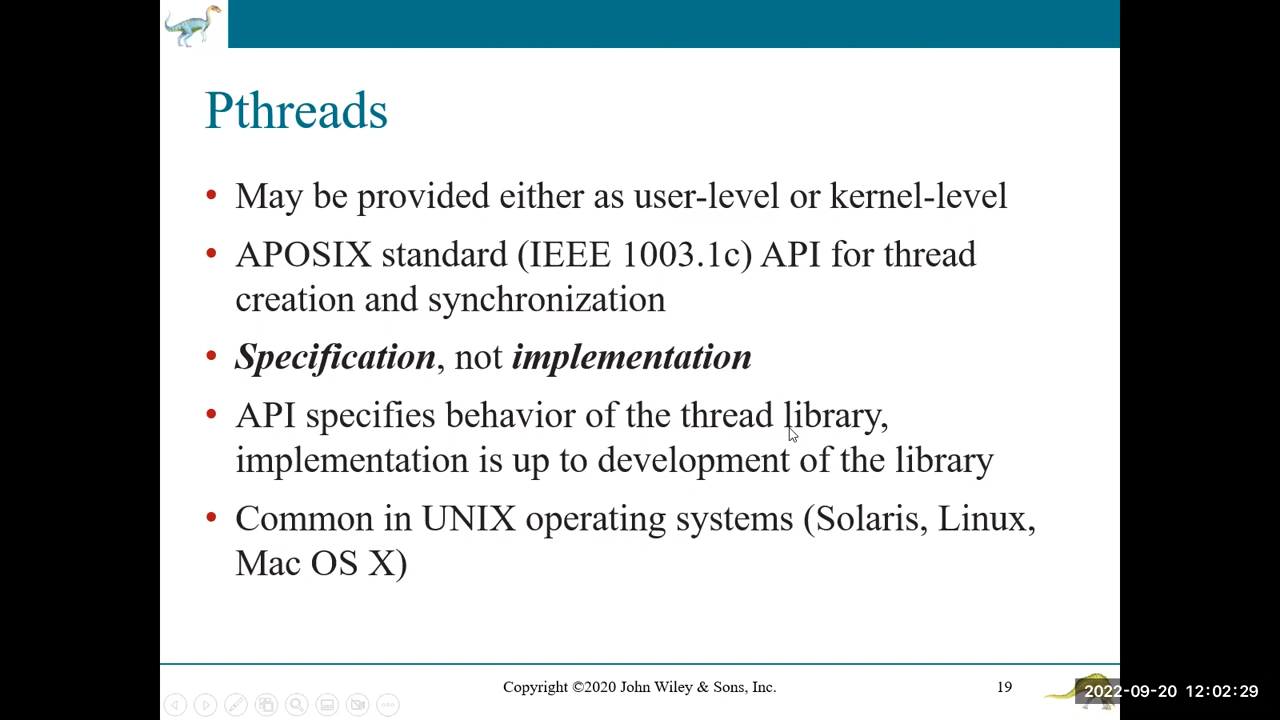 Pthreads
• May be provided either as user-level or kernel-level
• APOSIX standard (IEEE 1003.1c) API for thread
creation and synchronization
• Specification, not implementation
• API specifies behavior of the thread library,
implementation is up to development of the library
• Common in UNIX operating systems (Solaris, Linux,
Mac OS X)
Copyright ©2020 John Wiley & Sons, Inc.
19
2022-09-20 12:02:29